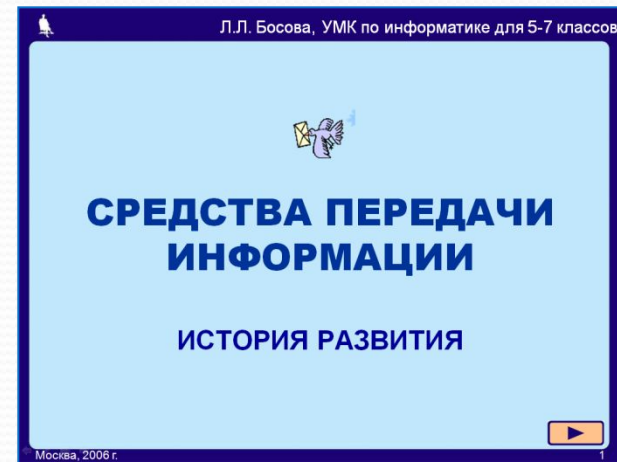 Л.Л. Босова, УМК по информатике для 5-7 классов
СРЕДСТВА ПЕРЕДАЧИ
ИНФОРМАЦИИ
ИСТОРИЯ РАЗВИТИЯ
Москва, 2006 г.
1